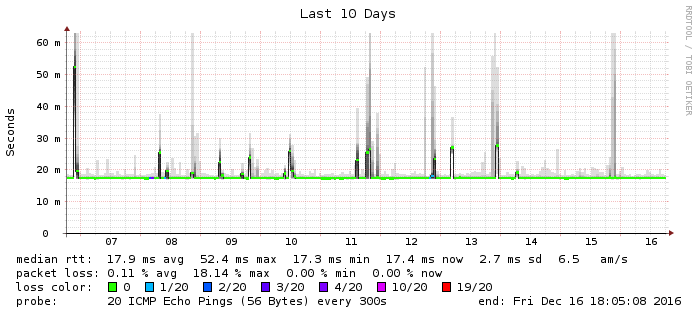 Last 10 Days
RRDTOOL / TOBI OETIKER
Seconds
60 m
50 m
40 m
30 m
20 m
10 m
0
07 08 09 10 11 12 13 14 15 16
median rtt: 17.9 ms avg 52.4 ms max 17.3 ms min 17.4 ms now 2.7 ms sd 6.5 am/s
packet loss: 0.11 % avg 18.14 % max 0.00 % min 0.00 % now
loss color: 0 1/20 2/20 3/20 4/20 10/20 19/20
probe: 20 ICMP Echo Pings (56 Bytes) every 300s end: Fri Dec 16 18:05:08 2016